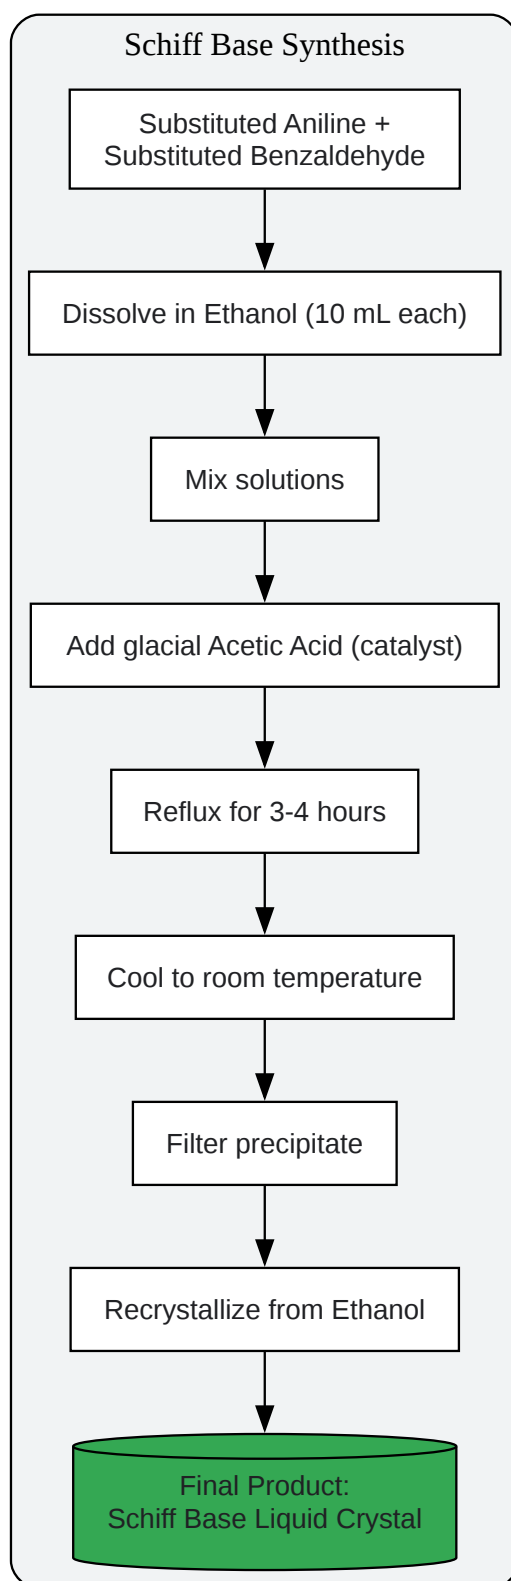 Schiff Base Synthesis
Substituted Aniline +
Substituted Benzaldehyde
Dissolve in Ethanol (10 mL each)
Mix solutions
Add glacial Acetic Acid (catalyst)
Reflux for 3-4 hours
Cool to room temperature
Filter precipitate
Recrystallize from Ethanol
Final Product:
Schiff Base Liquid Crystal